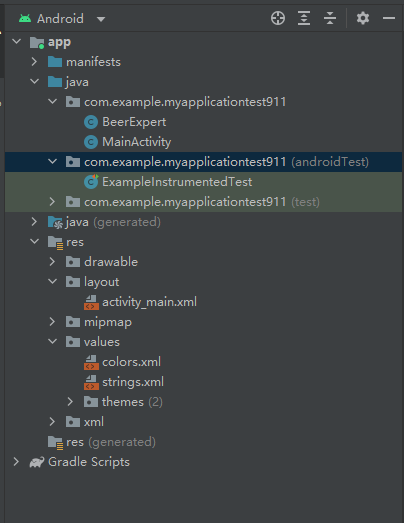 Android
app
manifests
java
com.example.myapplicationtest911
BeerExpert
MainActivity
com.example.myapplicationtest911 (androidTest)
ExampleInstrumentedTest
com.example.myapplicationtest911 (test)
java (generated)
res
drawable
layout
activity_main.xml
mipmap
values
colors.xml
strings.xml
themes (2)
xml
res (generated)
Gradle Scripts